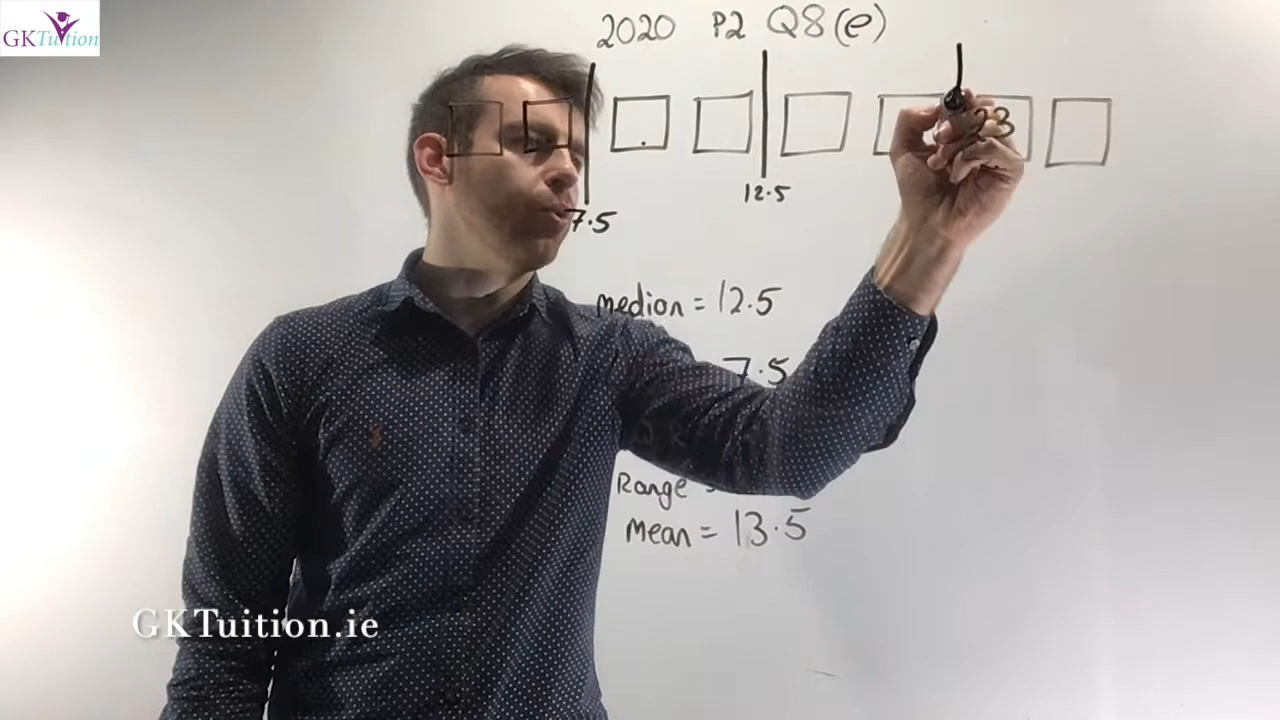 GKTuition
2020 P2 Q8(e)
23
7.5
12.5
median = 12.5
7.5
Range =
Mean = 13.5
GKTuition.ie